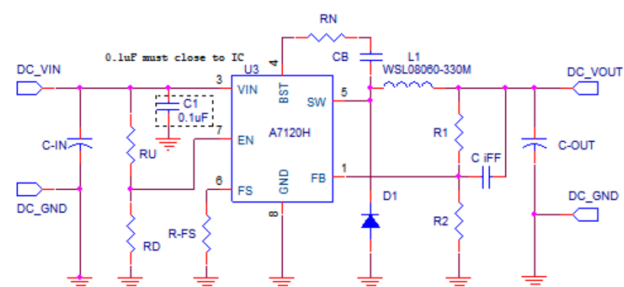 RN
0.1uF must close to IC
4
CB
L1
U3
WSL08060-330M
DC_VIN
DC_VOUT
3
VIN
BST
C1
5
SW
0.1uF
R1
C-IN
7
EN
A7120H
RU
C-OUT
1
FB
C iFF
6
FS
GND
DC_GND
D1
DC_GND
R-FS
8
R2
RD